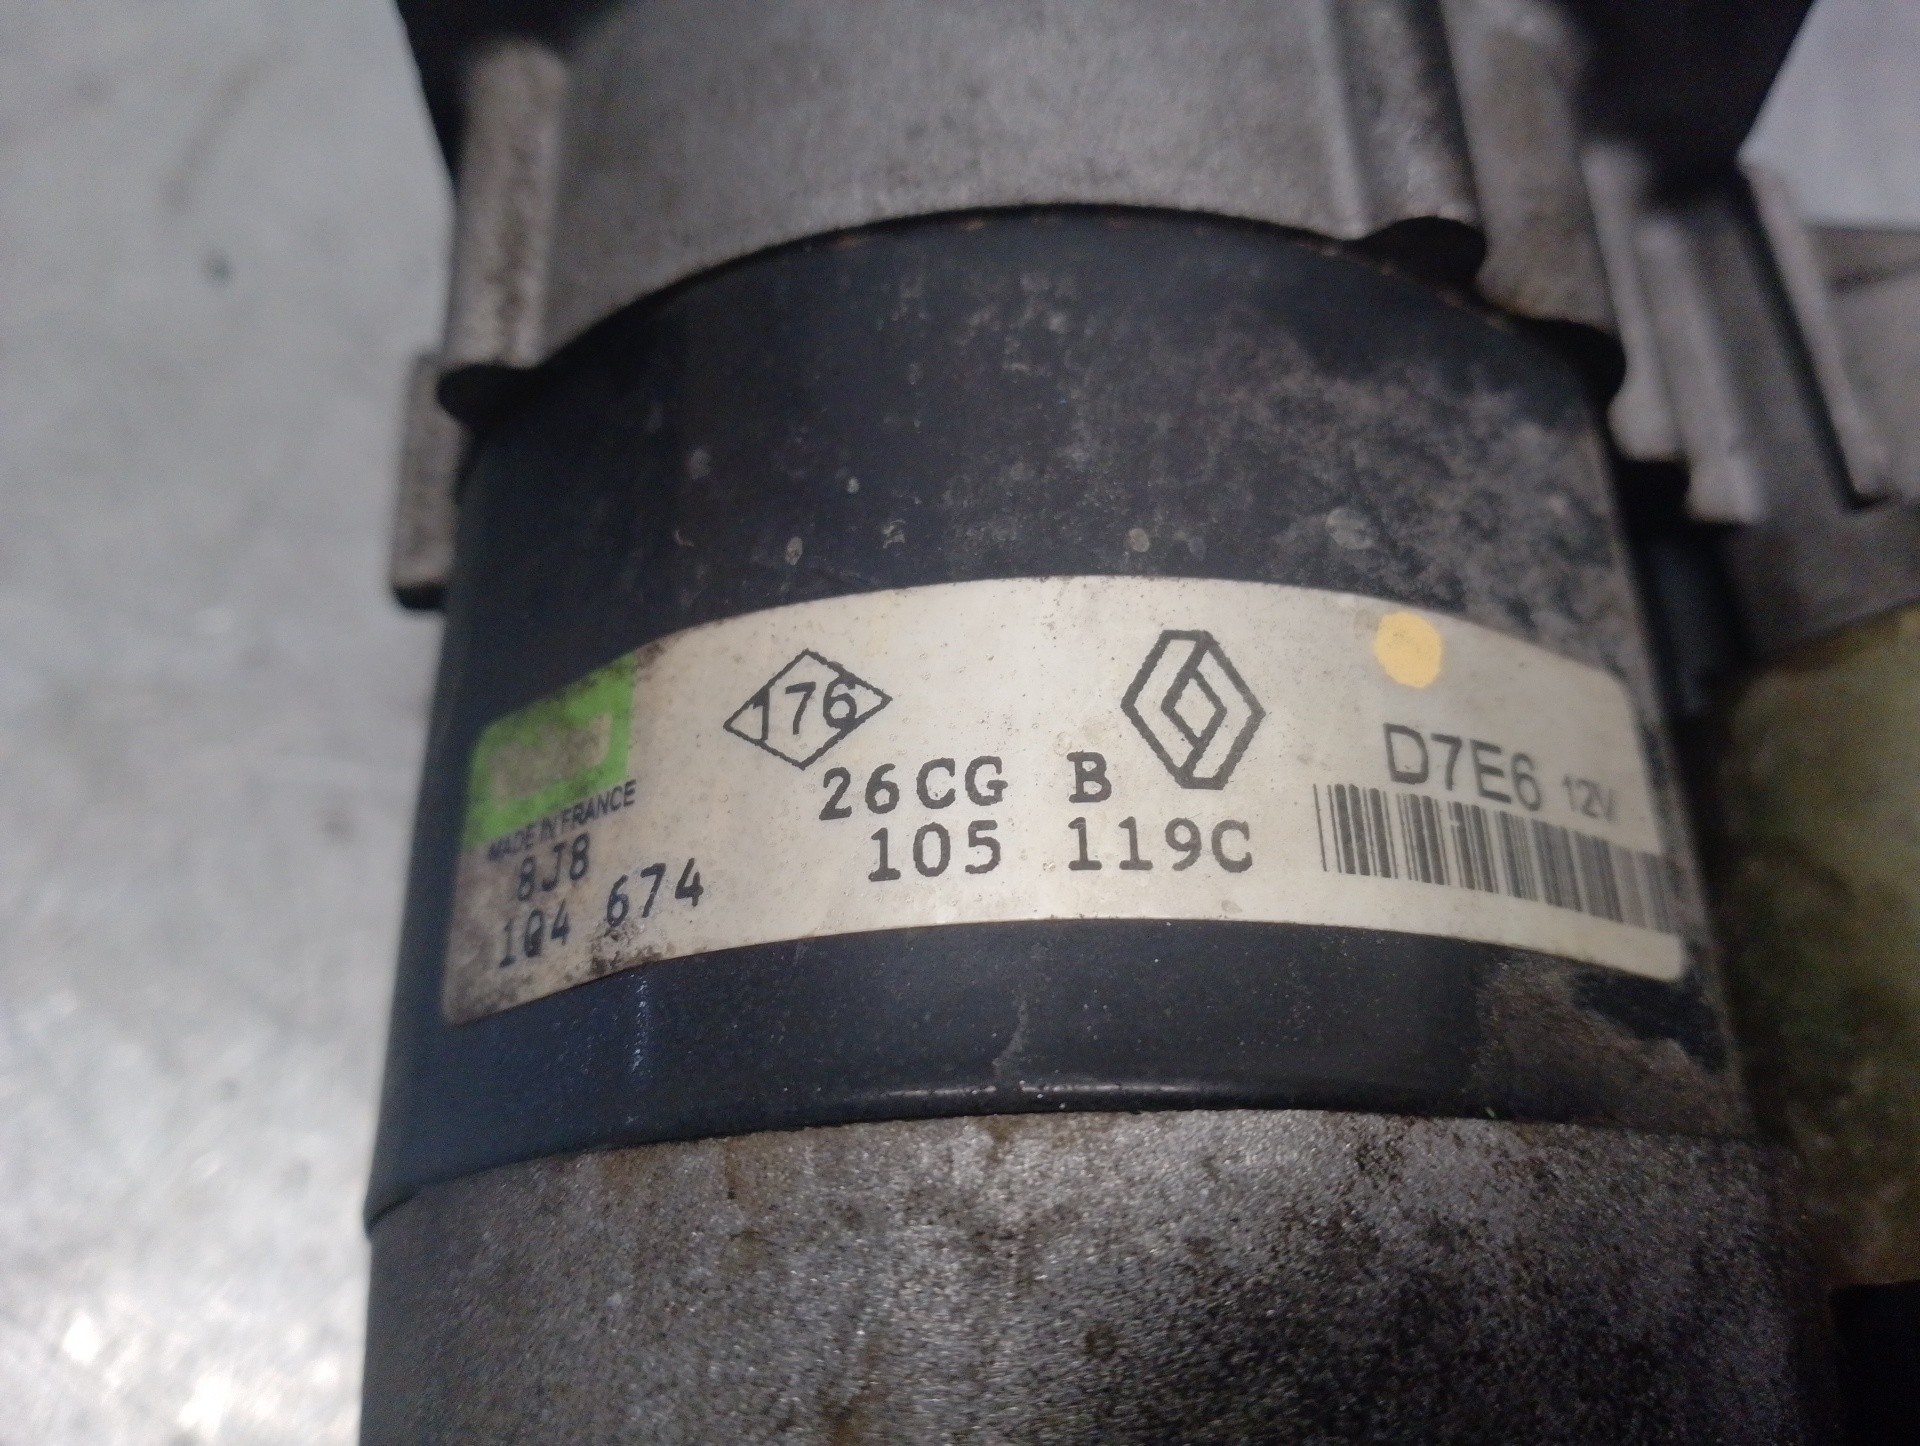 176
MADE IN FRANCE
8J8
104 674
26CG B
105 119C
D7E6 12V